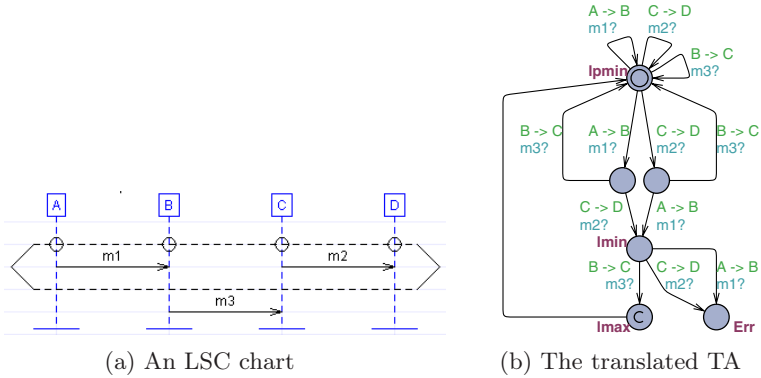 A -> B C -> D
m1? m2?
B -> C
m3?
lpmin
B -> C A -> B C -> D B -> C
m3? m1? m2? m3?
A B C D
C -> D A -> B
m2? m1?
lmin
m1 m2
B -> C C -> D A -> B
m3? m2? m1?
m3
C
lmax Err
(a) An LSC chart (b) The translated TA